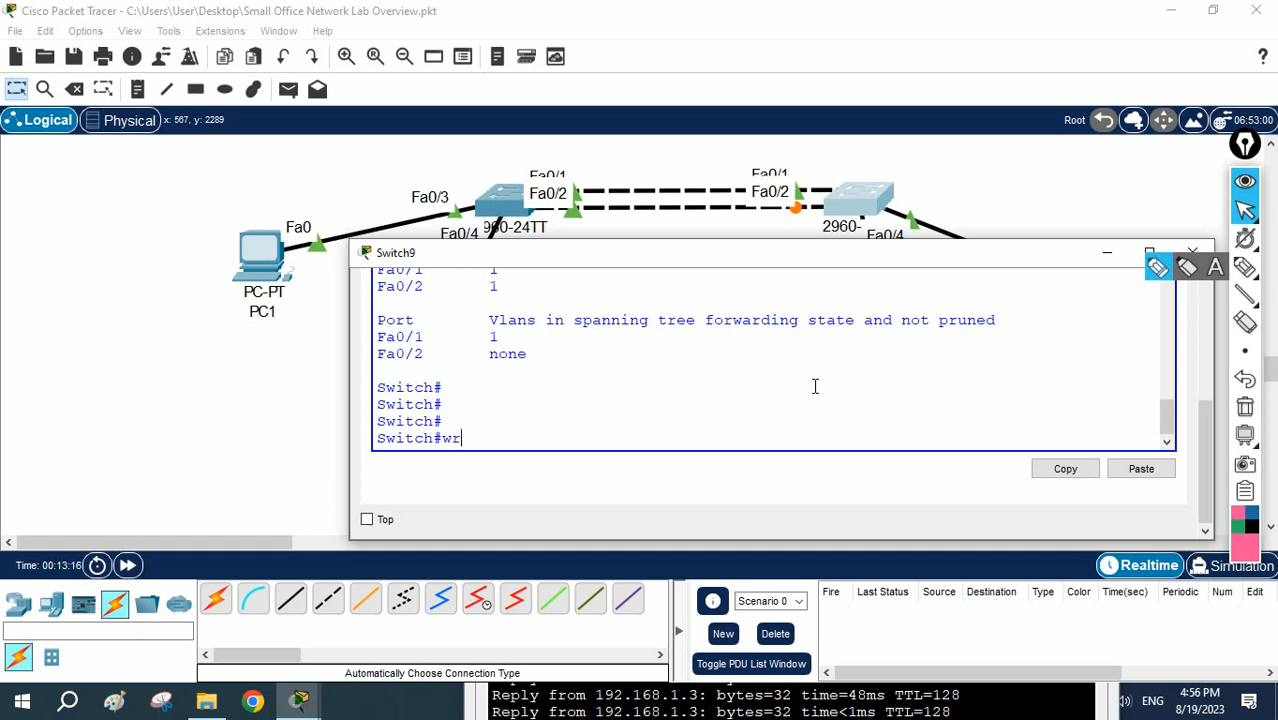 Cisco Packet Tracer - C:\Users\User\Desktop\Small Office Network Lab Overview.pkt
File Edit Options View Tools Extensions Window Help
Logical Physical x: 567, y: 2289 Root 06:53:00
Fa0/1 Fa0/1
Fa0/3 Fa0/2 Fa0/2
Fa0 Fa0/4 960-24TT 2960- Fa0/4
PC-PT
PC1
Switch9
Fa0/1 1
Fa0/2 1
Port Vlans in spanning tree forwarding state and not pruned
Fa0/1 1
Fa0/2 none
Switch#
Switch#
Switch#
Switch#wr
A
Copy Paste
Top
Time: 00:13:16 Realtime Simulation
Scenario 0
New Delete
Toggle PDU List Window
Fire Last Status Source Destination Type Color Time(sec) Periodic Num Edit
Automatically Choose Connection Type
Reply from 192.168.1.3: bytes=32 time=48ms TTL=128
Reply from 192.168.1.3: bytes=32 time<1ms TTL=128
ENG
4:56 PM
8/19/2023